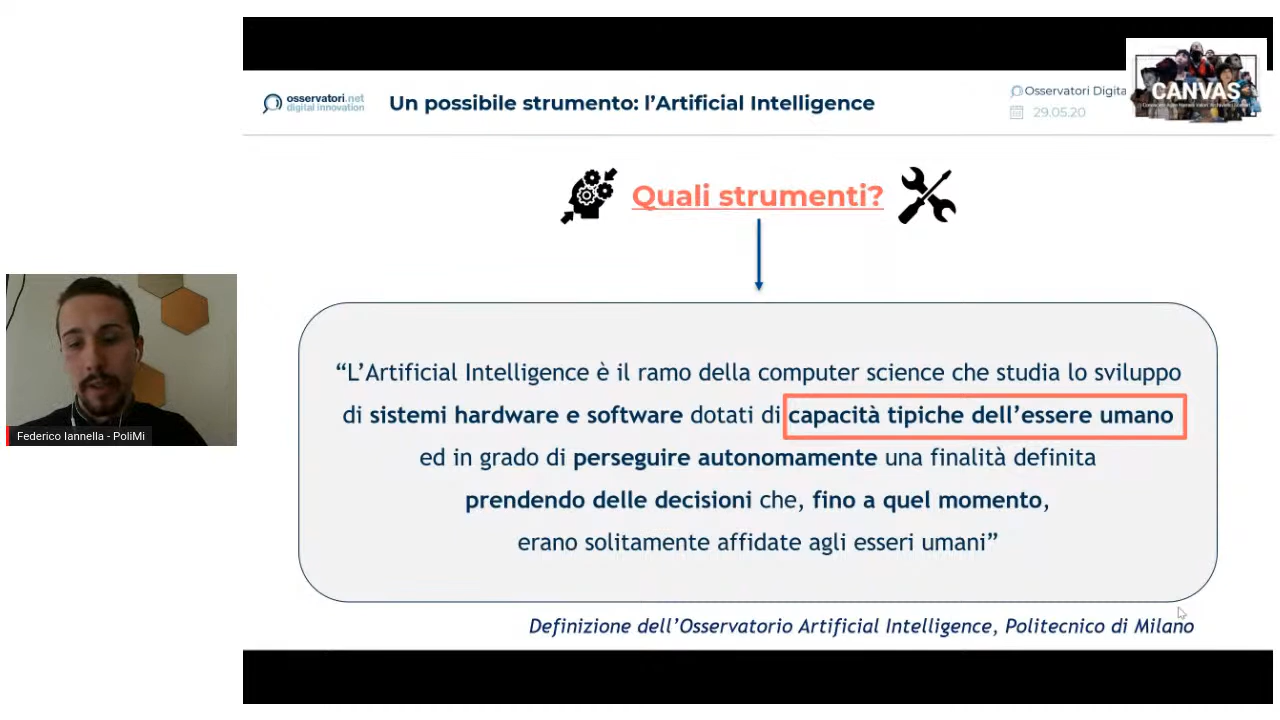 osservatori.net
digital innovation
Un possibile strumento: l’Artificial Intelligence
Osservatori Digita
29.05.20
CANVAS
Quali strumenti?
“L’Artificial Intelligence è il ramo della computer science che studia lo sviluppo
di sistemi hardware e software dotati di capacità tipiche dell’essere umano
ed in grado di perseguire autonomamente una finalità definita
prendendo delle decisioni che, fino a quel momento,
erano solitamente affidate agli esseri umani”
Definizione dell’Osservatorio Artificial Intelligence, Politecnico di Milano
Federico Iannella - PoliMi